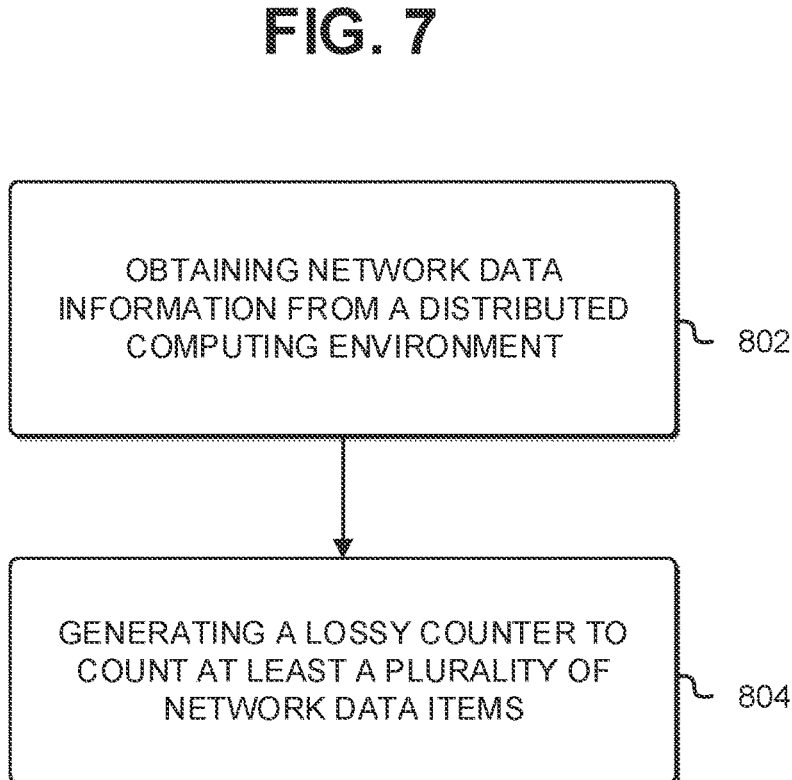 FIG. 7
OBTAINING NETWORK DATA
INFORMATION FROM A DISTRIBUTED
COMPUTING ENVIRONMENT
802
GENERATING A LOSSY COUNTER TO
COUNT AT LEAST A PLURALITY OF
NETWORK DATA ITEMS
804